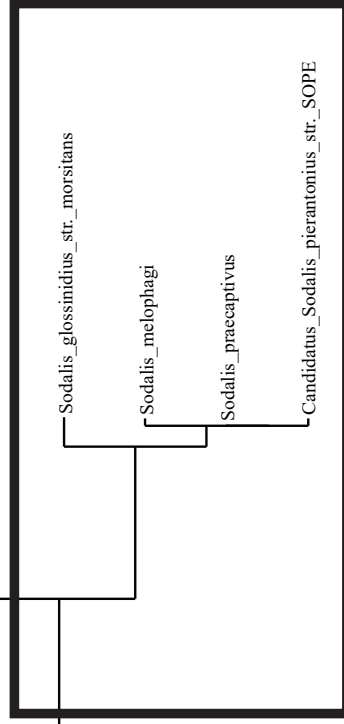 Sodalis_glossinidius_str._morsitans
Sodalis_melophagi
Sodalis_praecaptivus
Candidatus_Sodalis_pierantonius_str._SOPE